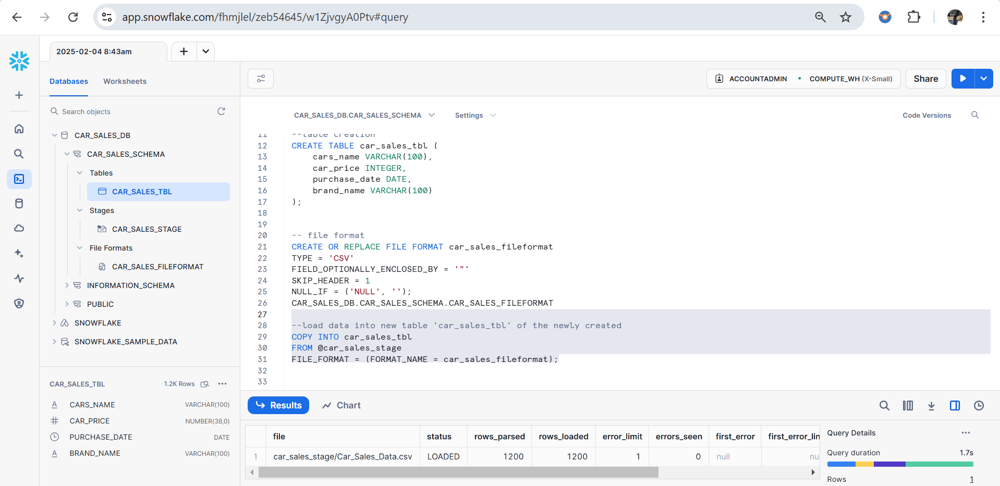 app.snowflake.com/fhmjlel/zeb54645/w1ZjvgyA0Ptv#query
2025-02-04 8:43am
Databases Worksheets
Search objects
CAR_SALES_DB
CAR_SALES_SCHEMA
Tables
CAR_SALES_TBL
Stages
CAR_SALES_STAGE
File Formats
CAR_SALES_FILEFORMAT
INFORMATION_SCHEMA
PUBLIC
SNOWFLAKE
SNOWFLAKE_SAMPLE_DATA
CAR_SALES_TBL 1.2K Rows
CARS_NAME VARCHAR(100)
CAR_PRICE NUMBER(38,0)
PURCHASE_DATE DATE
BRAND_NAME VARCHAR(100)
ACCOUNTADMIN COMPUTE_WH (X-Small) Share
CAR_SALES_DB.CAR_SALES_SCHEMA Settings Code Versions
11 --table creation
12 CREATE TABLE car_sales_tbl (
13 cars_name VARCHAR(100),
14 car_price INTEGER,
15 purchase_date DATE,
16 brand_name VARCHAR(100)
17 );
18
19
20 -- file format
21 CREATE OR REPLACE FILE FORMAT car_sales_fileformat
22 TYPE = 'CSV'
23 FIELD_OPTIONALLY_ENCLOSED_BY = '"'
24 SKIP_HEADER = 1
25 NULL_IF = ('NULL', '');
26 CAR_SALES_DB.CAR_SALES_SCHEMA.CAR_SALES_FILEFORMAT
27
28 --load data into new table 'car_sales_tbl' of the newly created
29 COPY INTO car_sales_tbl
30 FROM @car_sales_stage
31 FILE_FORMAT = (FORMAT_NAME = car_sales_fileformat);
32
33
Results Chart
file status rows_parsed rows_loaded error_limit errors_seen first_error first_error_lin
1 car_sales_stage/Car_Sales_Data.csv LOADED 1200 1200 1 0 null nu
Query Details
Query duration 1.7s
Rows 1